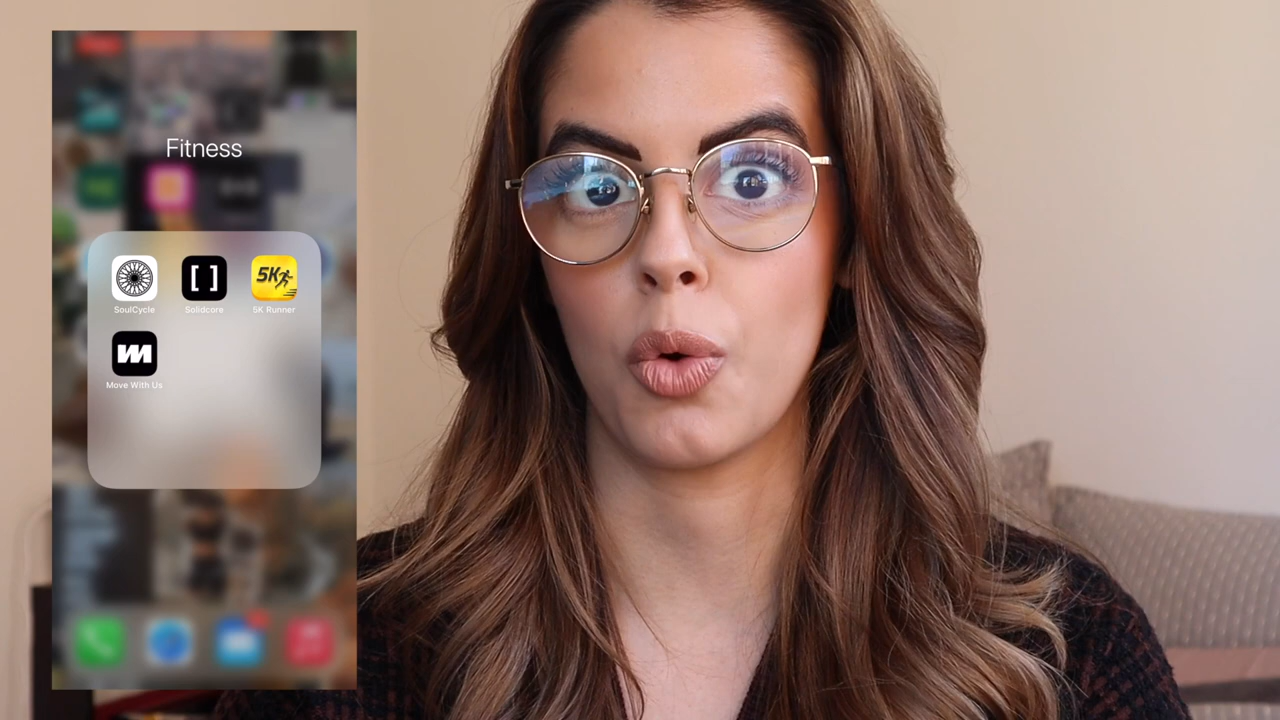 Fitness
SoulCycle
[ ]
Solidcore
5K
5K Runner
Move With Us